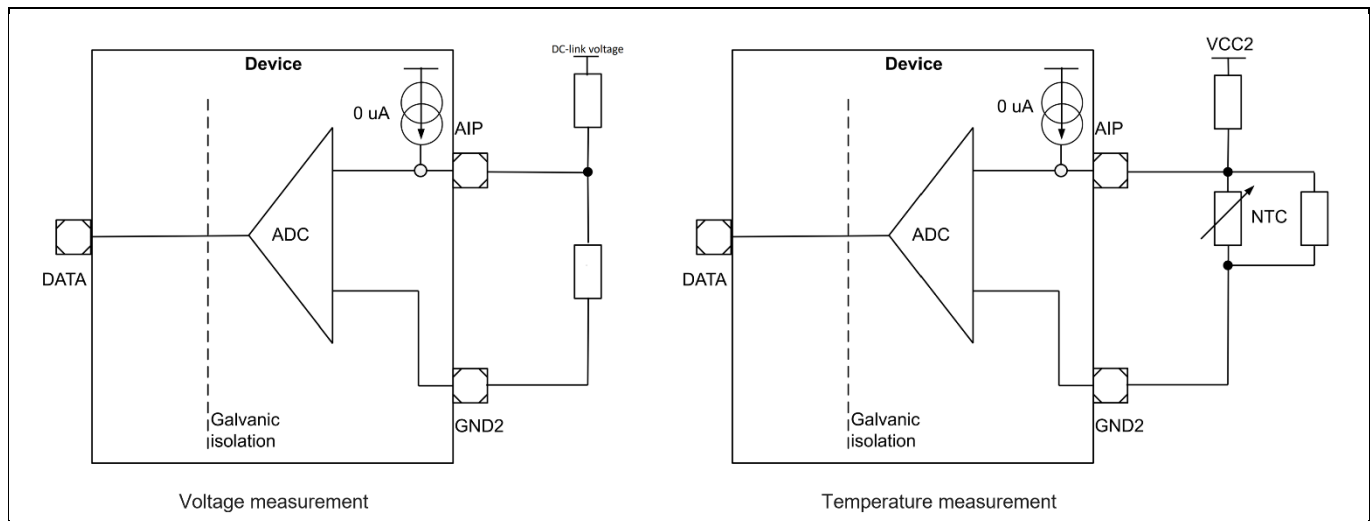 DC-link voltage
Device
0 uA
AIP
ADC
DATA
GND2
Galvanic
isolation
Voltage measurement
VCC2
Device
0 uA
AIP
NTC
ADC
DATA
GND2
Galvanic
isolation
Temperature measurement